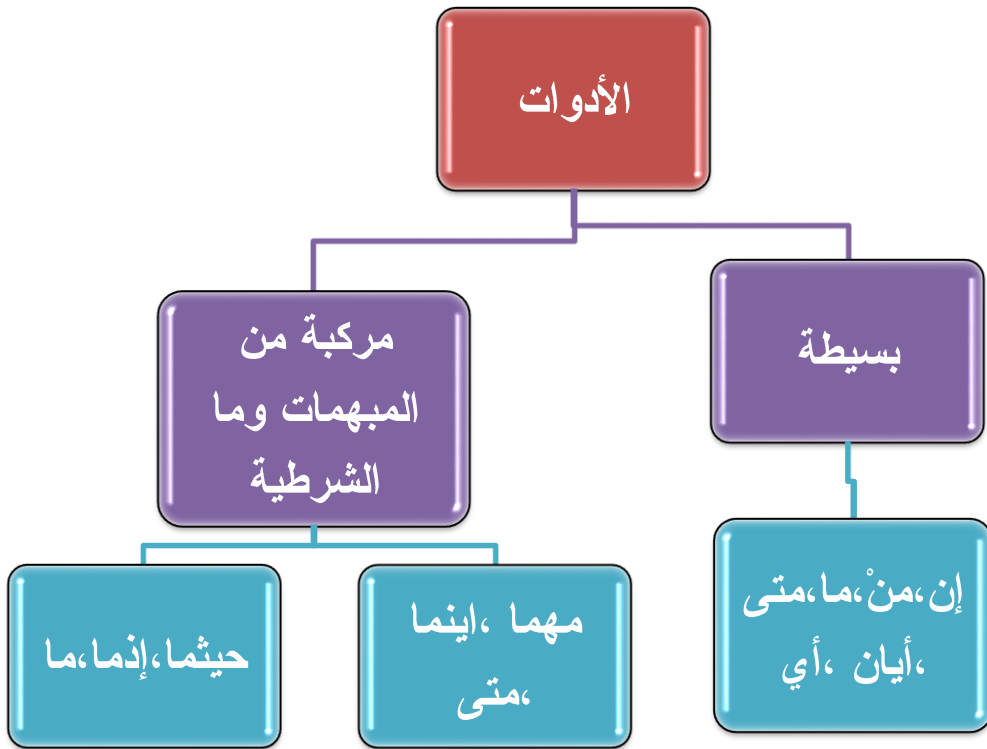 الأدوات
بسيطة
إن،منْ،ما،متى
،أيان ،أي
مركبة من
المبهمات وما
الشرطية
مهما ،اينما
،متى
حيثما،إذما،ما